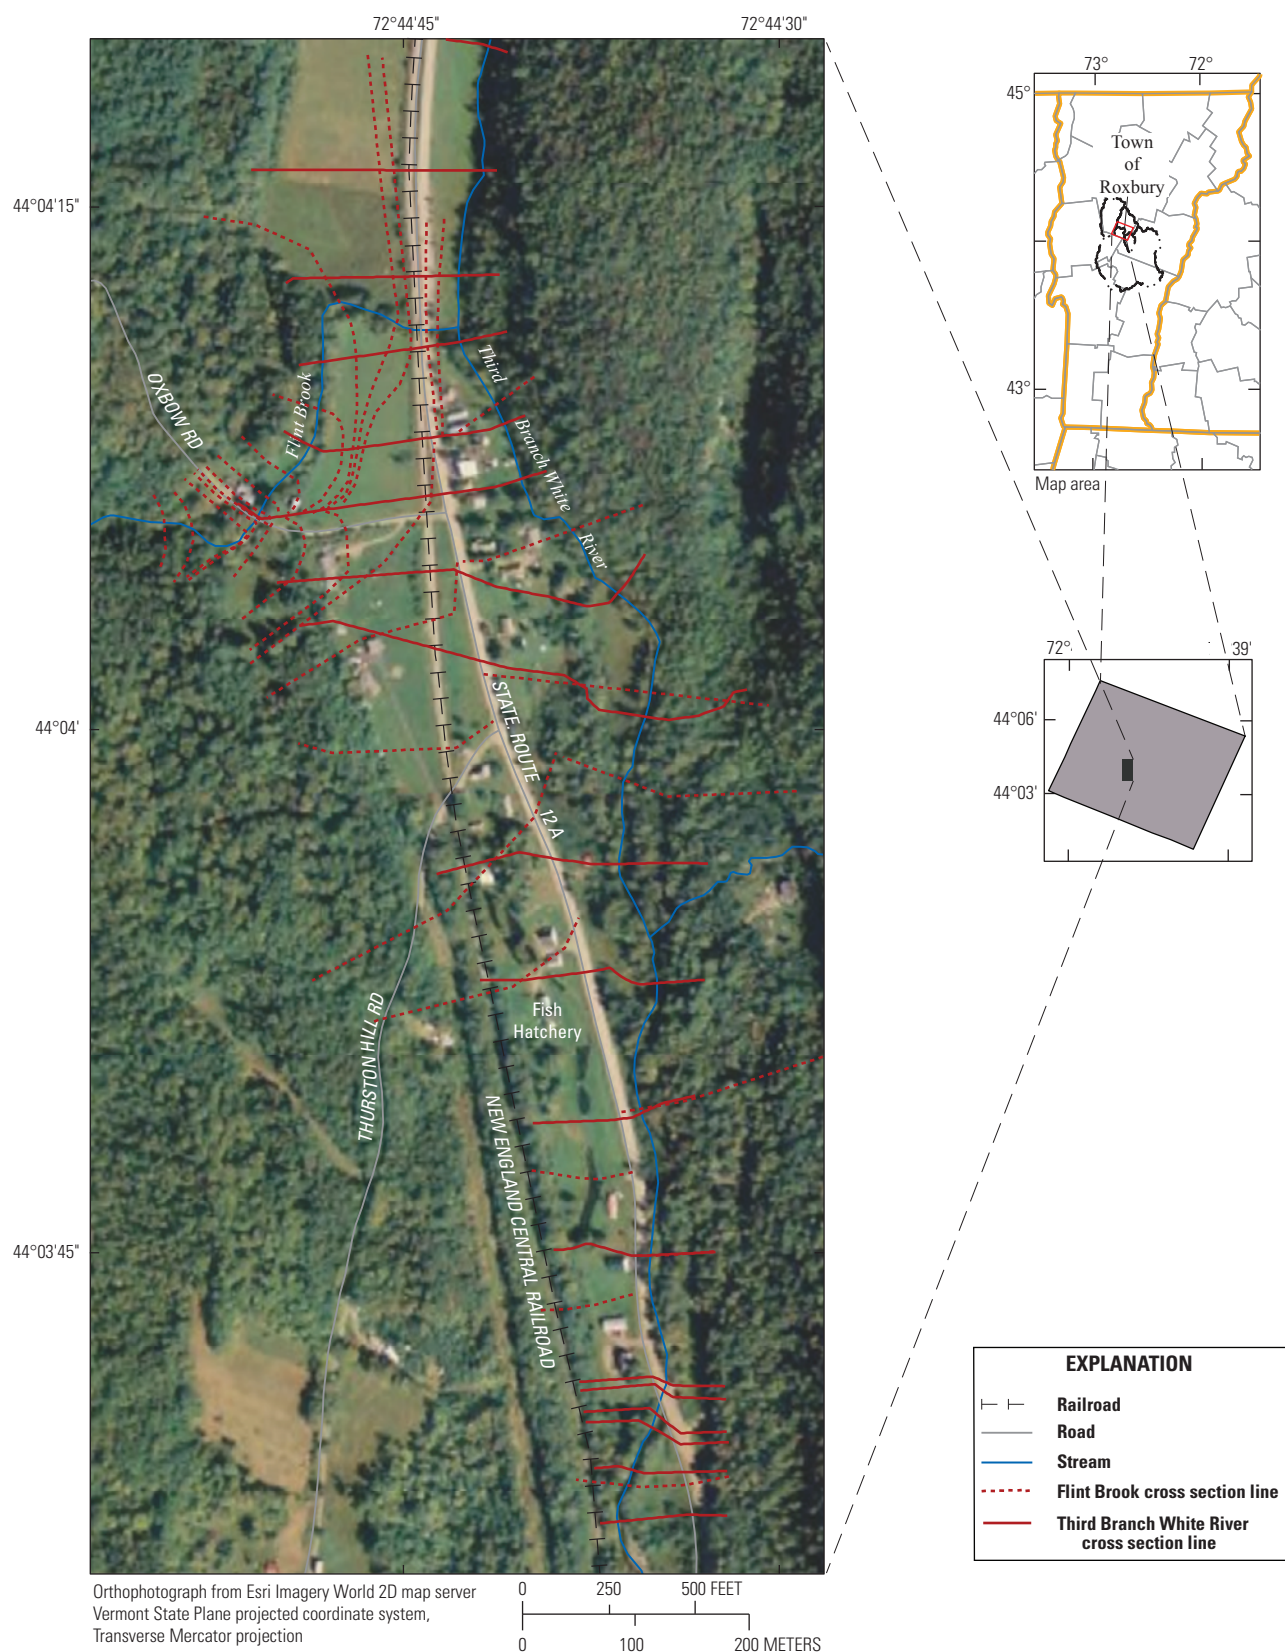 72°44'45"
72°44'30"
73°
72°
45°
Town
of
Roxbury
44°04'15"
Third
OXBOW RD
Flint Brook
43°
Branch White
Map area
River
72°
39'
STATE ROUTE
12 A
44°04'
44°06'
44°03'
Fish
Hatchery
THURSTON HILL RD
NEW ENGLAND CENTRAL RAILROAD
44°03'45"
EXPLANATION
Railroad
Road
Stream
Flint Brook cross section line
Third Branch White River
cross section line
Orthophotograph from Esri Imagery World 2D map server
Vermont State Plane projected coordinate system,
Transverse Mercator projection
0 250 500 FEET
0 100 200 METERS